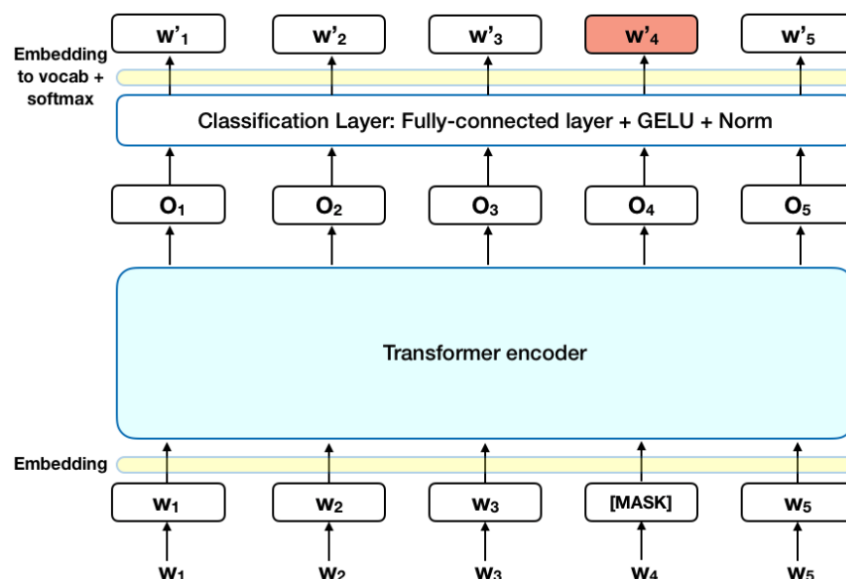 w'₁ w'₂ w'₃ w'₄ w'₅
Embedding
to vocab +
softmax
Classification Layer: Fully-connected layer + GELU + Norm
O₁ O₂ O₃ O₄ O₅
Transformer encoder
Embedding
w₁ w₂ w₃ [MASK] w₅
w₁ w₂ w₃ w₄ w₅